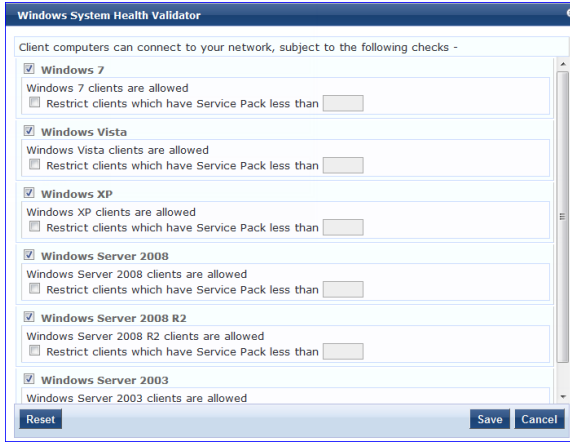 Windows System Health Validator
Client computers can connect to your network, subject to the following checks -
Windows 7
Windows 7 clients are allowed
Restrict clients which have Service Pack less than
Windows Vista
Windows Vista clients are allowed
Restrict clients which have Service Pack less than
Windows XP
Windows XP clients are allowed
Restrict clients which have Service Pack less than
Windows Server 2008
Windows Server 2008 clients are allowed
Restrict clients which have Service Pack less than
Windows Server 2008 R2
Windows Server 2008 R2 clients are allowed
Restrict clients which have Service Pack less than
Windows Server 2003
Windows Server 2003 clients are allowed
Reset Save Cancel